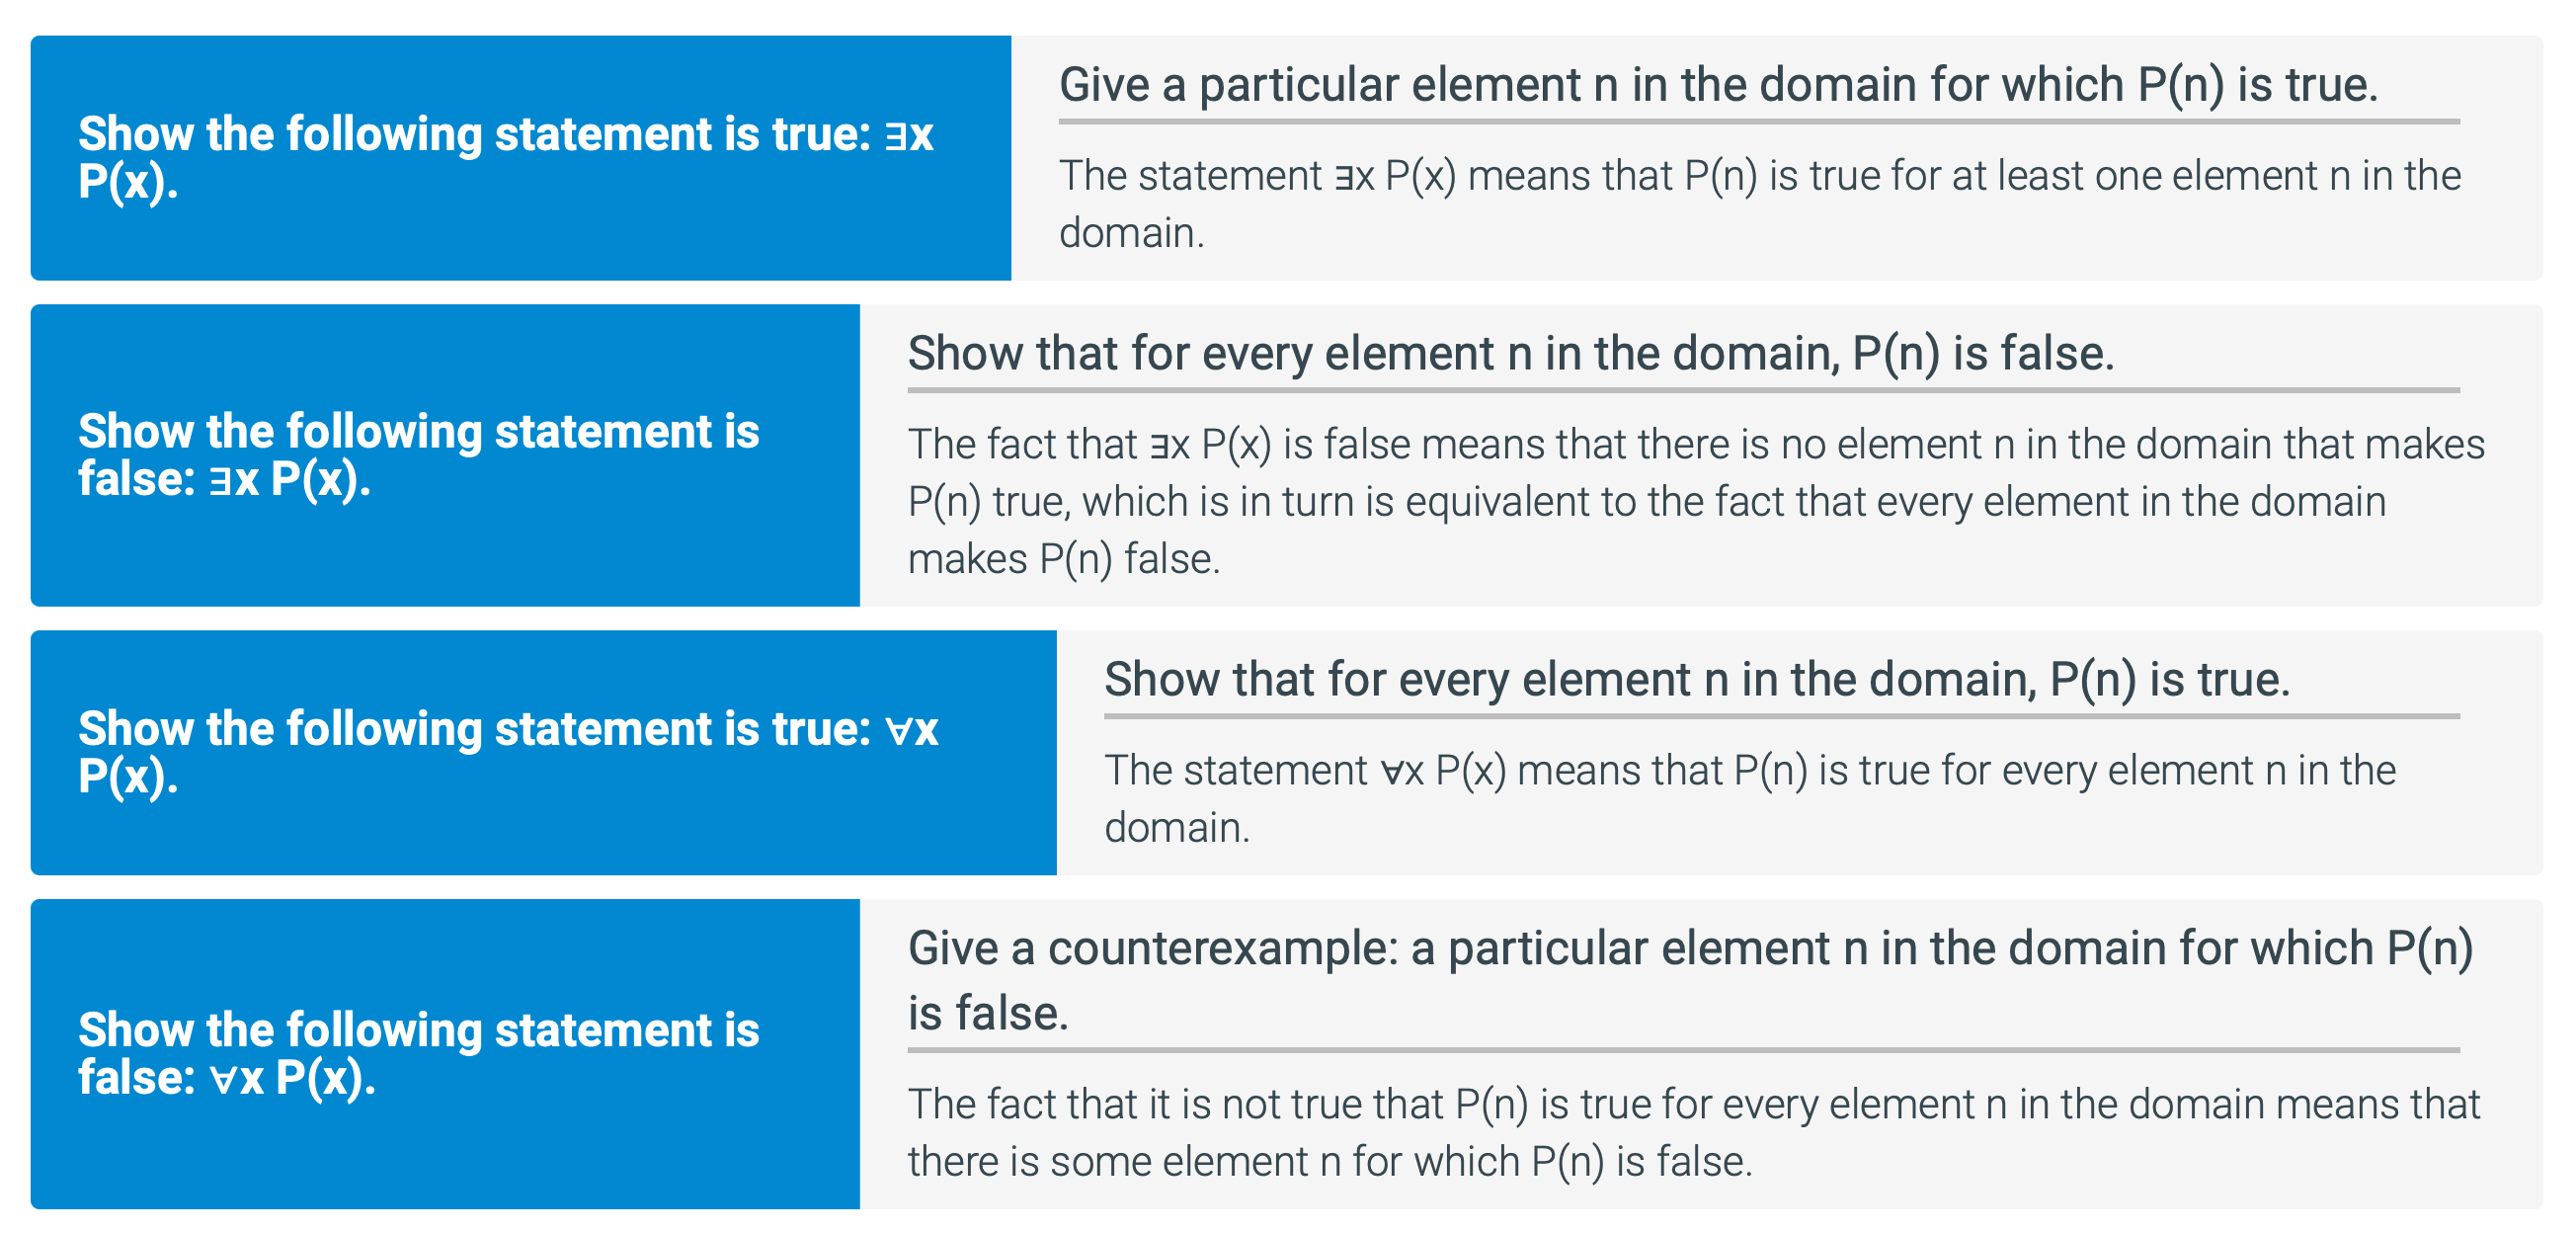 Show the following statement is true: ∃x
P(x).
Give a particular element n in the domain for which P(n) is true.
The statement ∃x P(x) means that P(n) is true for at least one element n in the
domain.
Show the following statement is
false: ∃x P(x).
Show that for every element n in the domain, P(n) is false.
The fact that ∃x P(x) is false means that there is no element n in the domain that makes
P(n) true, which is in turn is equivalent to the fact that every element in the domain
makes P(n) false.
Show the following statement is true: ∀x
P(x).
Show that for every element n in the domain, P(n) is true.
The statement ∀x P(x) means that P(n) is true for every element n in the
domain.
Show the following statement is
false: ∀x P(x).
Give a counterexample: a particular element n in the domain for which P(n)
is false.
The fact that it is not true that P(n) is true for every element n in the domain means that
there is some element n for which P(n) is false.